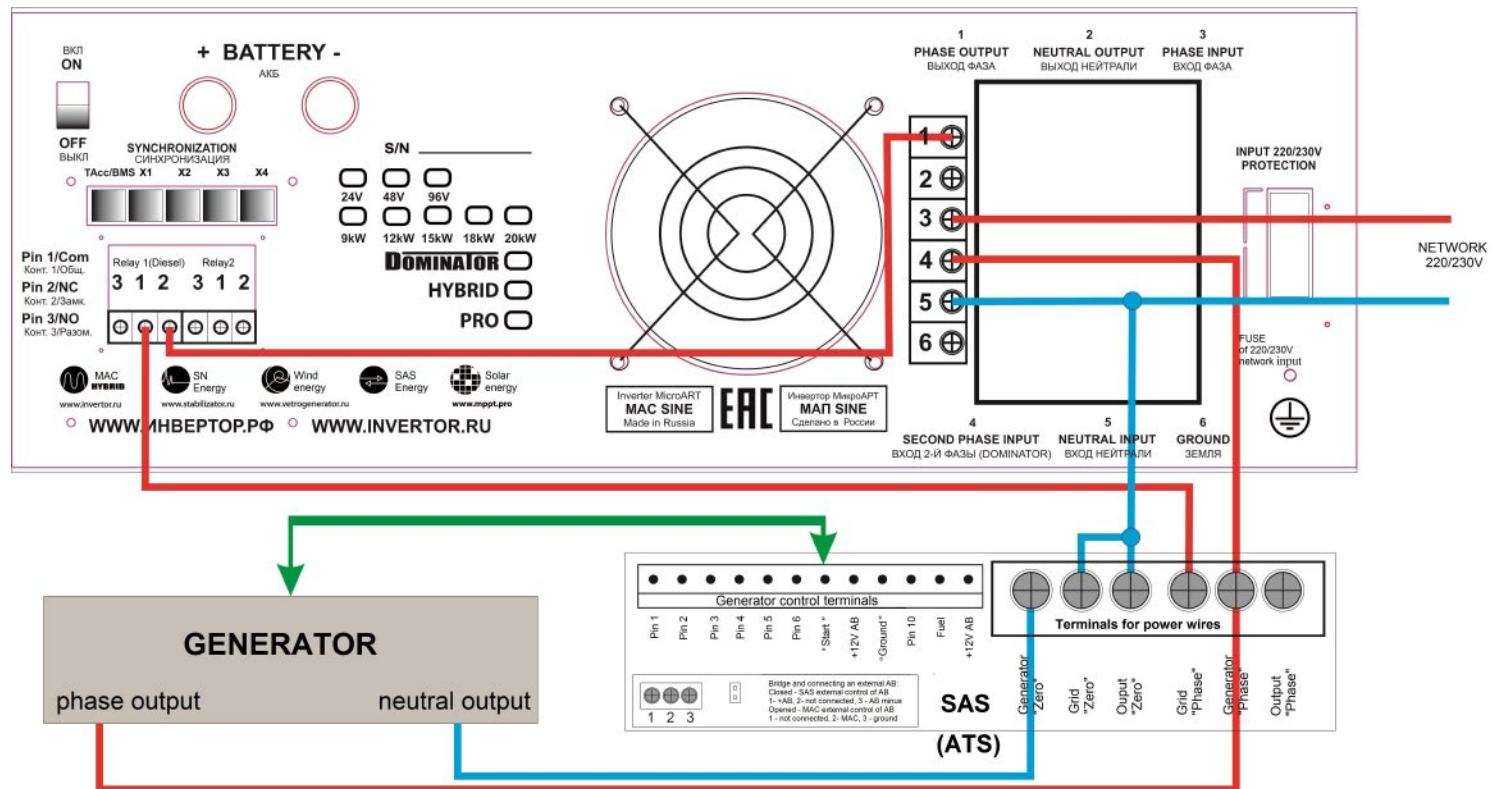 ВКЛ
ON
OFF
ВЫКЛ
+ BATTERY -
АКБ
SYNCHRONIZATION
СИНХРОНИЗАЦИЯ
TAcc/BMS X1 X2 X3 X4
S/N
24V 48V 96V
9kW 12kW 15kW 18kW 20kW
DOMINATOR
HYBRID
PRO
Pin 1/Com
Конт. 1/Общ.
Pin 2/NC
Конт. 2/Замк.
Pin 3/NO
Конт. 3/Разом.
Relay 1(Diesel) Relay2
3 1 2 3 1 2
MAC
HYBRID
www.invertor.ru
SN
Energy
www.stabilizator.ru
Wind
energy
www.vetrogenerator.ru
SAS
Energy
Solar
energy
www.mppt.pro
WWW.ИНВЕРТОР.РФ WWW.INVERTOR.RU
Inverter MicroART
MAC SINE
Made in Russia
EAC
Инвертор МикроАРТ
МАП SINE
Сделано в России
1
PHASE OUTPUT
ВЫХОД ФАЗА
2
NEUTRAL OUTPUT
ВЫХОД НЕЙТРАЛИ
3
PHASE INPUT
ВХОД ФАЗА
1
2
3
4
5
6
4
SECOND PHASE INPUT
ВХОД 2-Й ФАЗЫ (DOMINATOR)
5
NEUTRAL INPUT
ВХОД НЕЙТРАЛИ
6
GROUND
ЗЕМЛЯ
INPUT 220/230V
PROTECTION
FUSE
of 220/230V
network input
NETWORK
220/230V
GENERATOR
phase output
neutral output
Generator control terminals
Pin 1
Pin 2
Pin 3
Pin 4
Pin 5
Pin 6
"Start "
+12V AB
"Ground"
Pin 10
Fuel
+12V AB
1 2 3
Bridge and connecting an external AB:
Closed - SAS external control of AB
1- +AB, 2- not connected, 3 - AB minus
Opened - MAC external control of AB
1 - not connected, 2- MAC, 3 - ground
SAS
(ATS)
Terminals for power wires
Generator
"Zero"
Grid
"Zero"
Ouput
"Zero"
Grid
"Phase"
Generator
"Phase"
Output
"Phase"